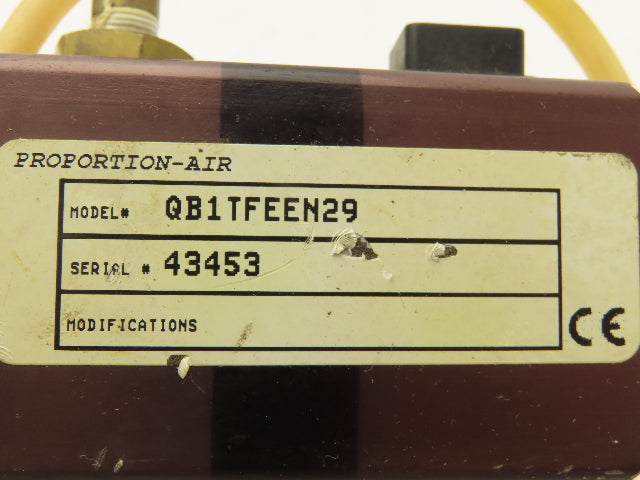 PROPORTION-AIR
MODEL# QB1TFEEN29
SERIAL # 43453
MODIFICATIONS
CE